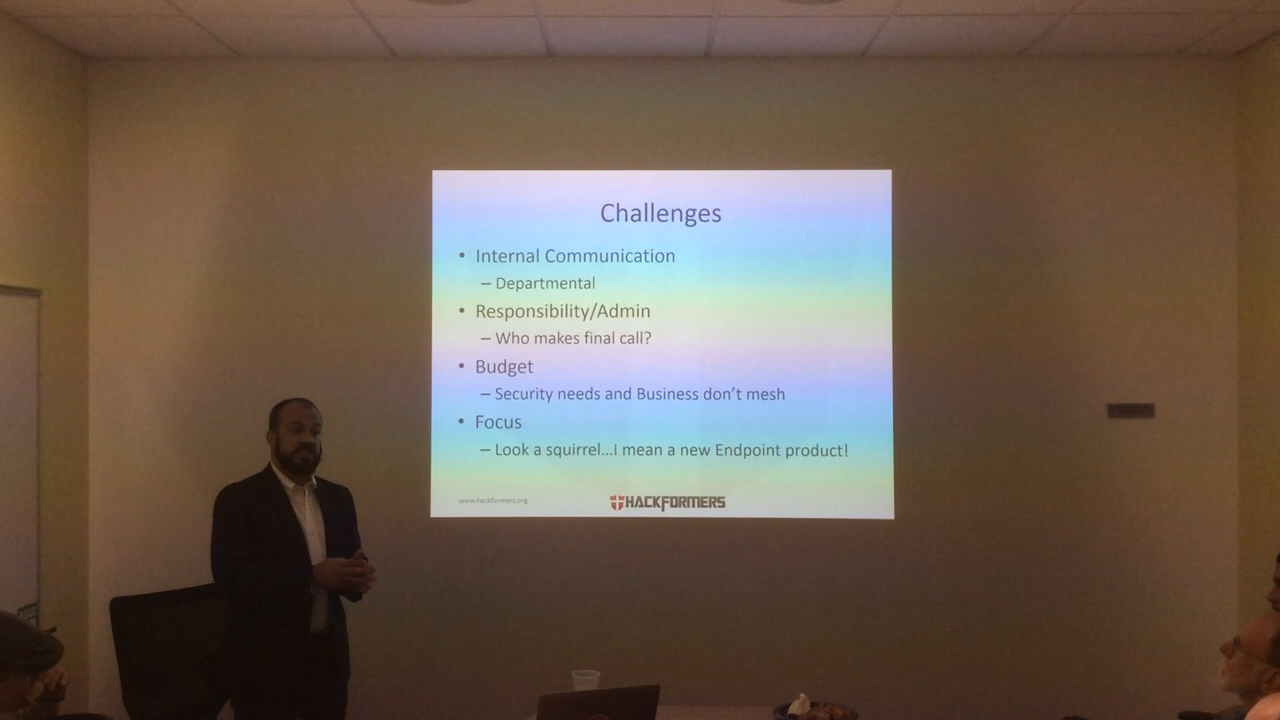 Challenges
• Internal Communication
– Departmental
• Responsibility/Admin
– Who makes final call?
• Budget
– Security needs and Business don't mesh
• Focus
– Look a squirrel...I mean a new Endpoint product!
www.hackformers.org
HACKFORMERS